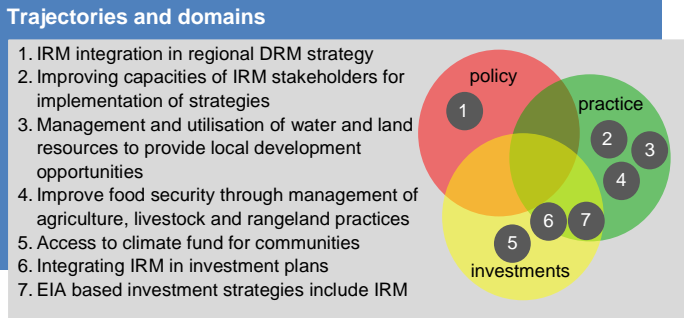 Trajectories and domains
1. IRM integration in regional DRM strategy
2. Improving capacities of IRM stakeholders for
implementation of strategies
3. Management and utilisation of water and land
resources to provide local development
opportunities
4. Improve food security through management of
agriculture, livestock and rangeland practices
5. Access to climate fund for communities
6. Integrating IRM in investment plans
7. EIA based investment strategies include IRM
policy
practice
1
2
3
4
6
7
5
investments